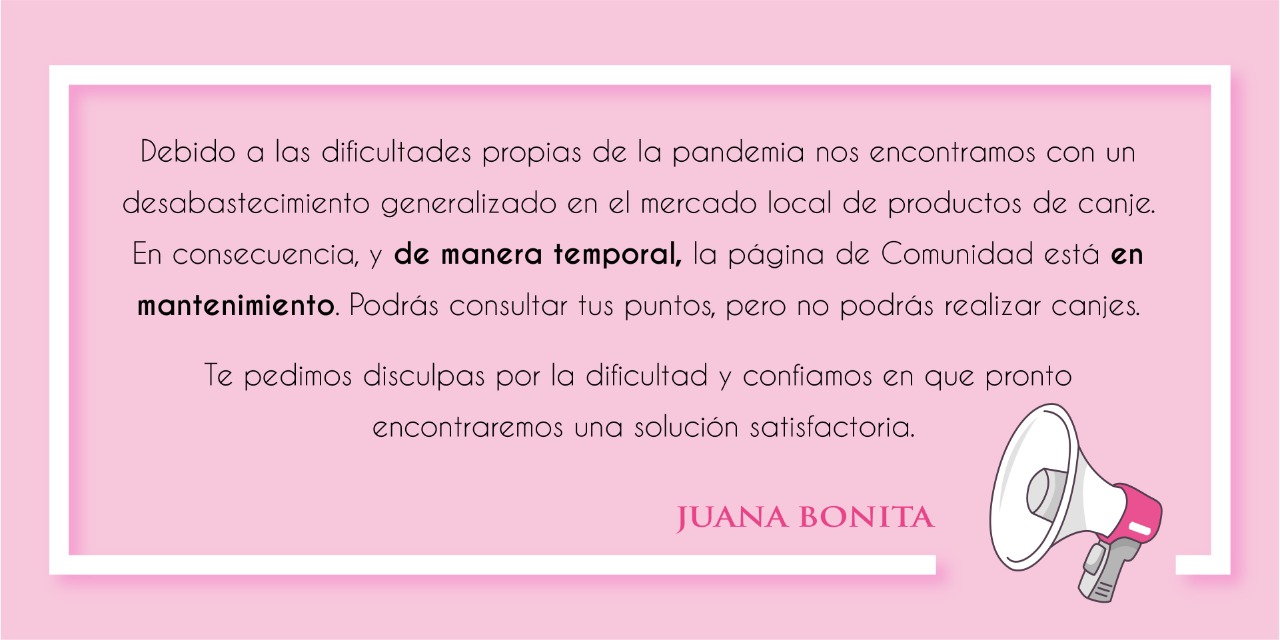 Debido a las dificultades propias de la pandemia nos encontramos con un
desabastecimiento generalizado en el mercado local de productos de canje.
En consecuencia, y de manera temporal, la página de Comunidad está en
mantenimiento. Podrás consultar tus puntos, pero no podrás realizar canjes.
Te pedimos disculpas por la dificultad y confiamos en que pronto
encontraremos una solución satisfactoria.
JUANA BONITA